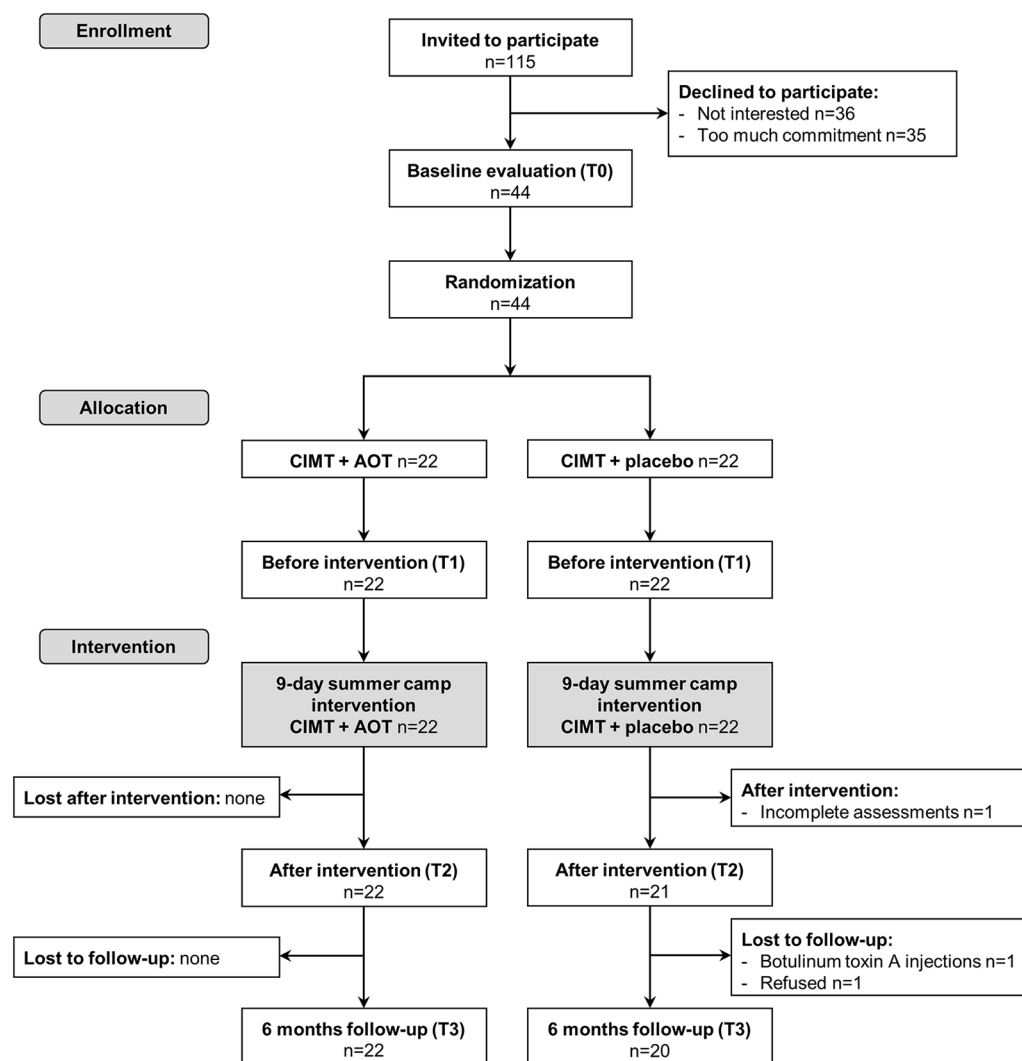 Enrollment
Invited to participate
n=115
Declined to participate:
- Not interested n=36
- Too much commitment n=35
Baseline evaluation (T0)
n=44
Randomization
n=44
Allocation
CIMT + AOT n=22
CIMT + placebo n=22
Before intervention (T1)
n=22
Before intervention (T1)
n=22
Intervention
9-day summer camp
intervention
CIMT + AOT n=22
9-day summer camp
intervention
CIMT + placebo n=22
Lost after intervention: none
After intervention:
- Incomplete assessments n=1
After intervention (T2)
n=22
After intervention (T2)
n=21
Lost to follow-up: none
Lost to follow-up:
- Botulinum toxin A injections n=1
- Refused n=1
6 months follow-up (T3)
n=22
6 months follow-up (T3)
n=20